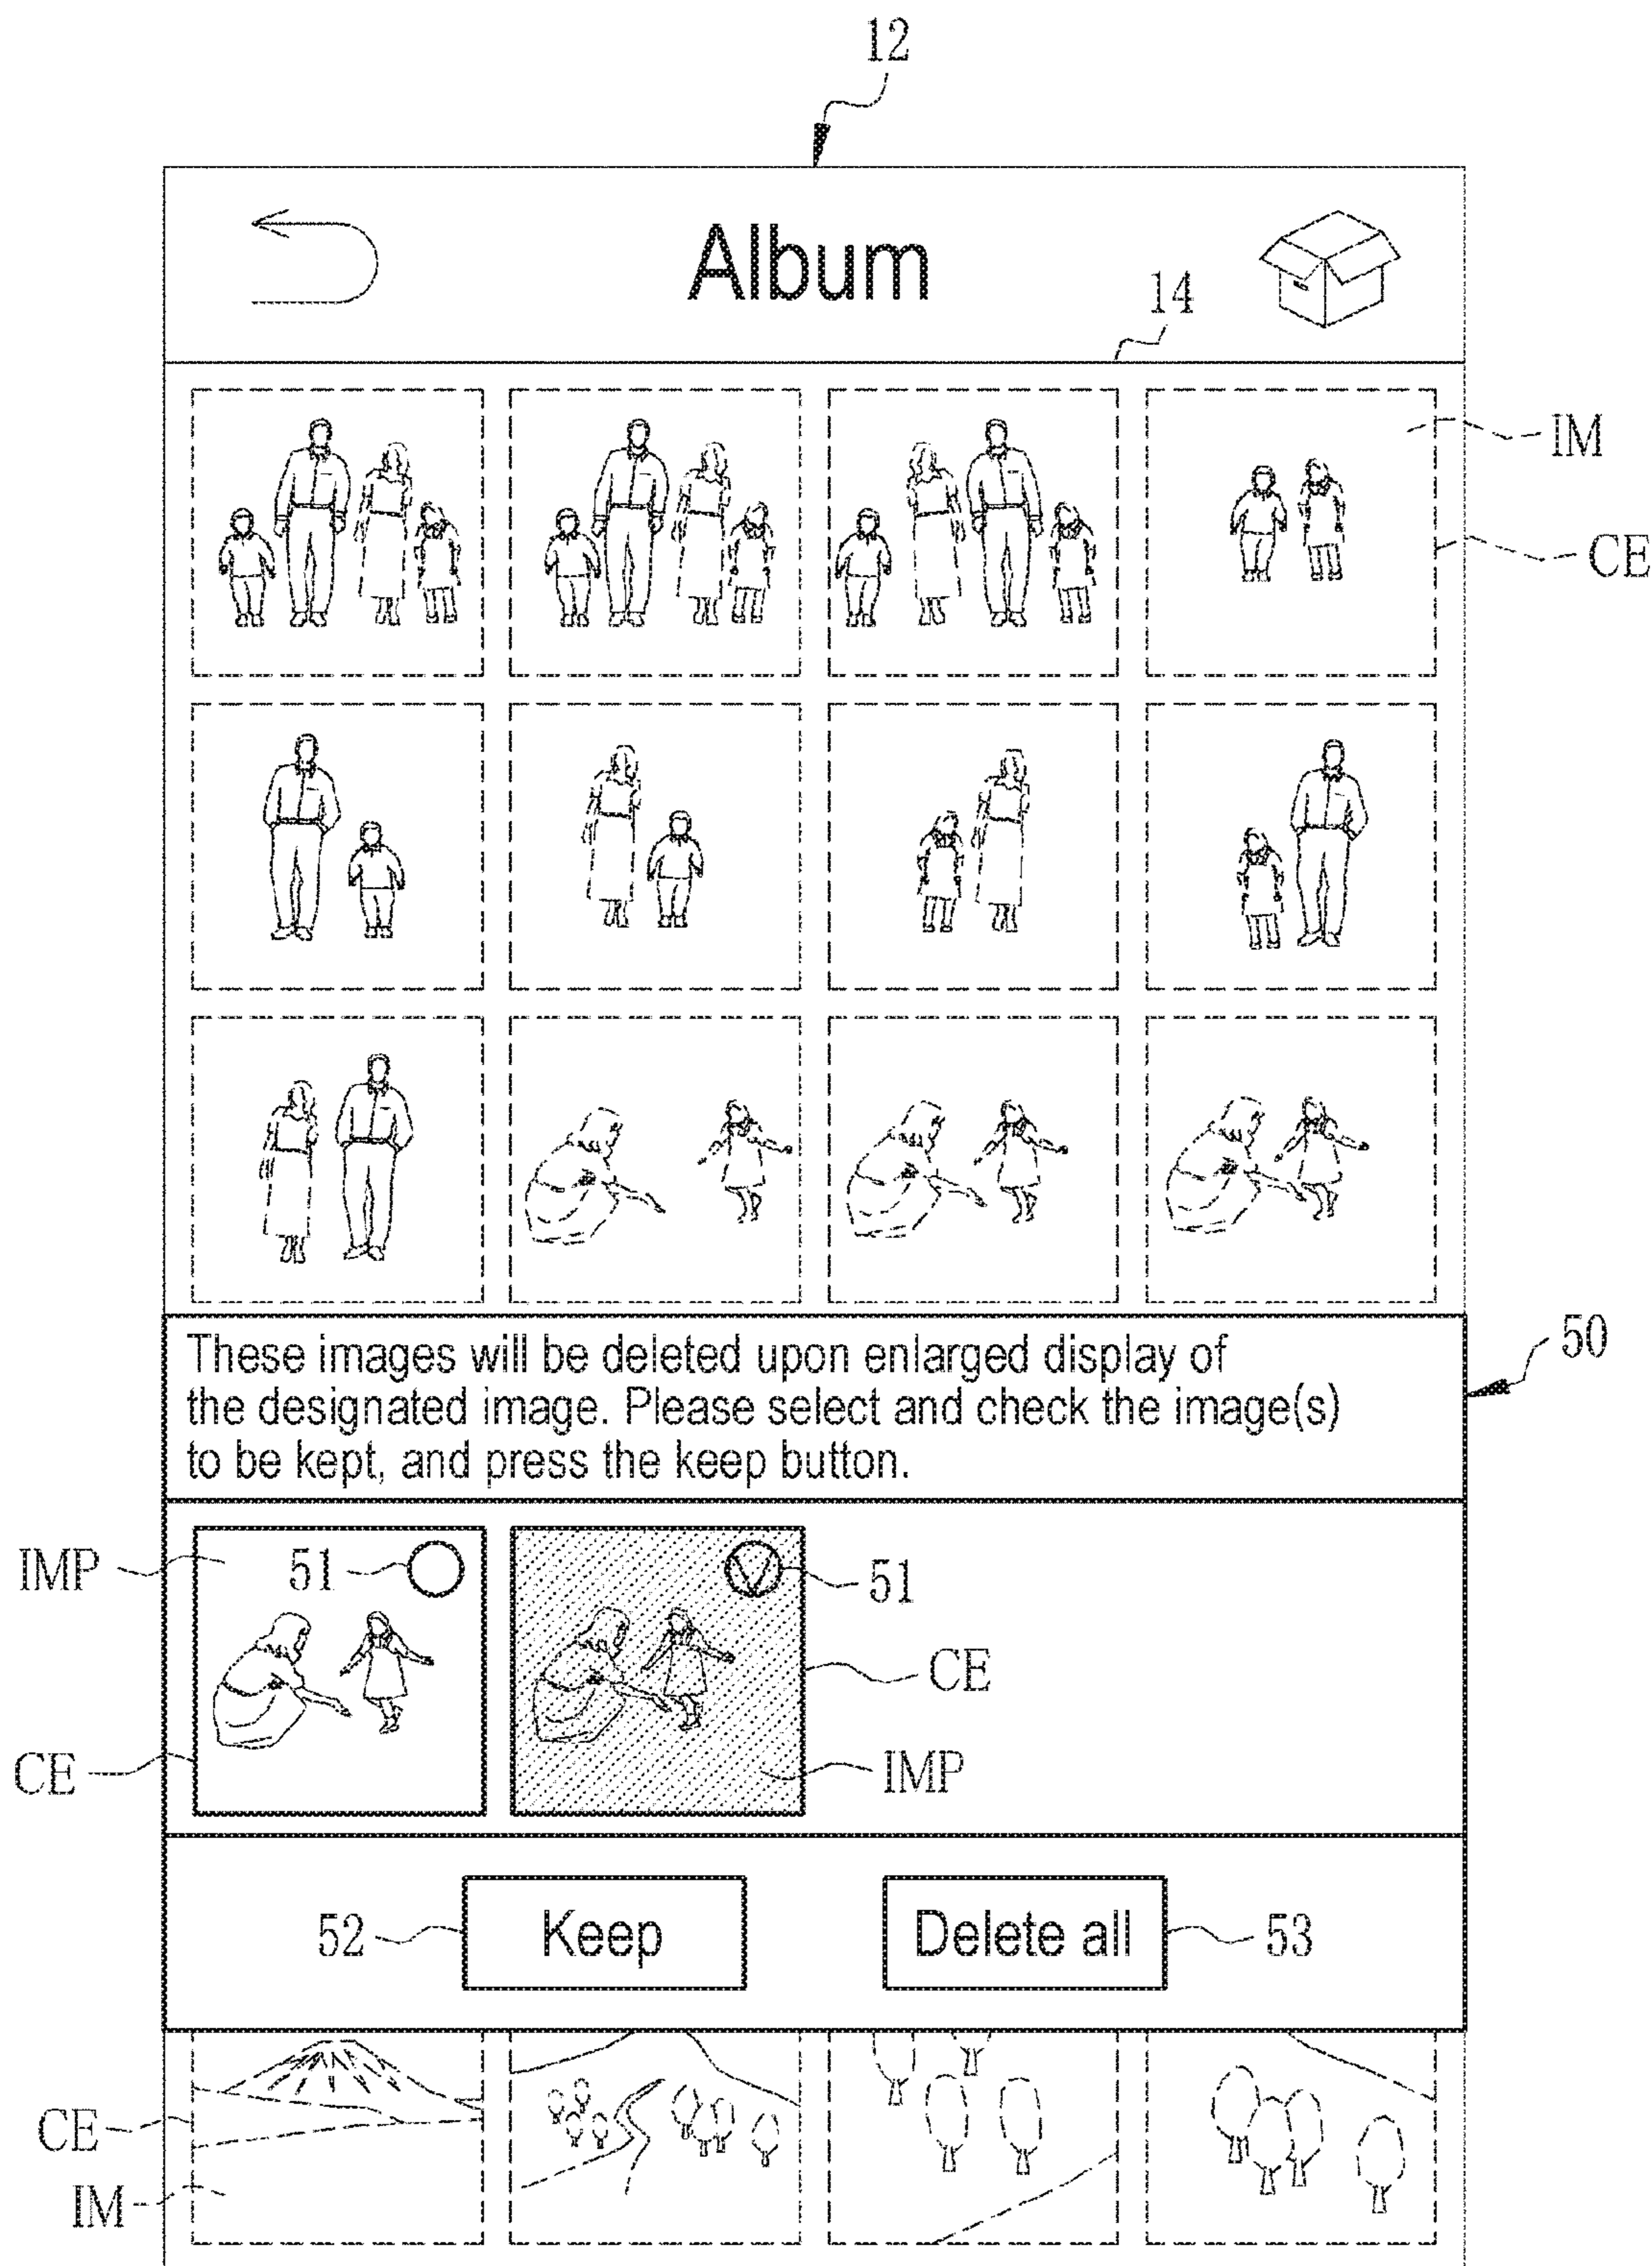 12
Album
14
IM
CE
These images will be deleted upon enlarged display of
the designated image. Please select and check the image(s)
to be kept, and press the keep button.
50
IMP
51
51
CE
CE
IMP
52
Keep
Delete all
53
CE
IM